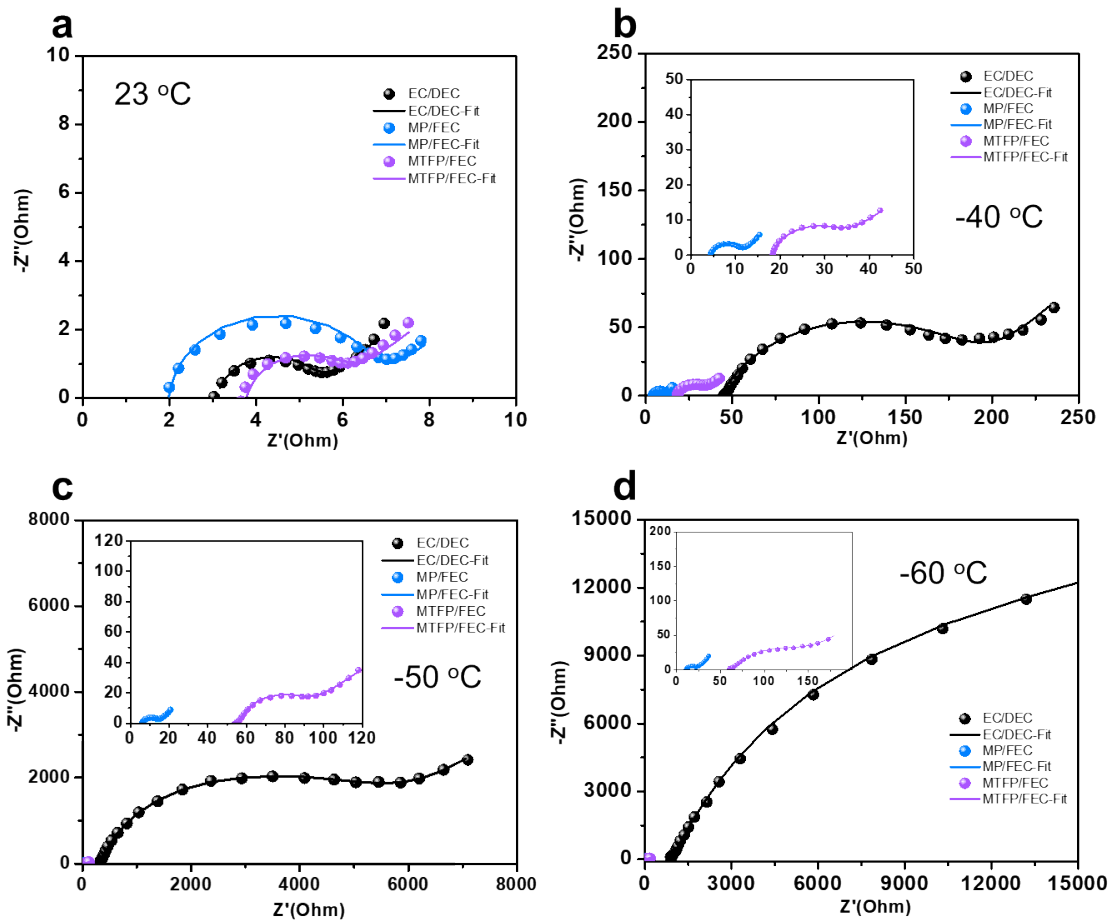 a
23 °C
EC/DEC
EC/DEC-Fit
MP/FEC
MP/FEC-Fit
MTFP/FEC
MTFP/FEC-Fit
10
8
6
4
2
0
-Z''(Ohm)
0 2 4 6 8 10
Z'(Ohm)
b
-40 °C
EC/DEC
EC/DEC-Fit
MP/FEC
MP/FEC-Fit
MTFP/FEC
MTFP/FEC-Fit
250
200
150
100
50
0
-Z''(Ohm)
50
40
30
20
10
0
0 10 20 30 40 50
0 50 100 150 200 250
Z'(Ohm)
c
-50 °C
EC/DEC
EC/DEC-Fit
MP/FEC
MP/FEC-Fit
MTFP/FEC
MTFP/FEC-Fit
8000
6000
4000
2000
0
-Z''(Ohm)
120
100
80
60
40
20
0
0 20 40 60 80 100 120
0 2000 4000 6000 8000
Z'(Ohm)
d
-60 °C
EC/DEC
EC/DEC-Fit
MP/FEC
MP/FEC-Fit
MTFP/FEC
MTFP/FEC-Fit
15000
12000
9000
6000
3000
0
-Z''(Ohm)
200
150
100
50
0
0 50 100 150
0 3000 6000 9000 12000 15000
Z'(Ohm)